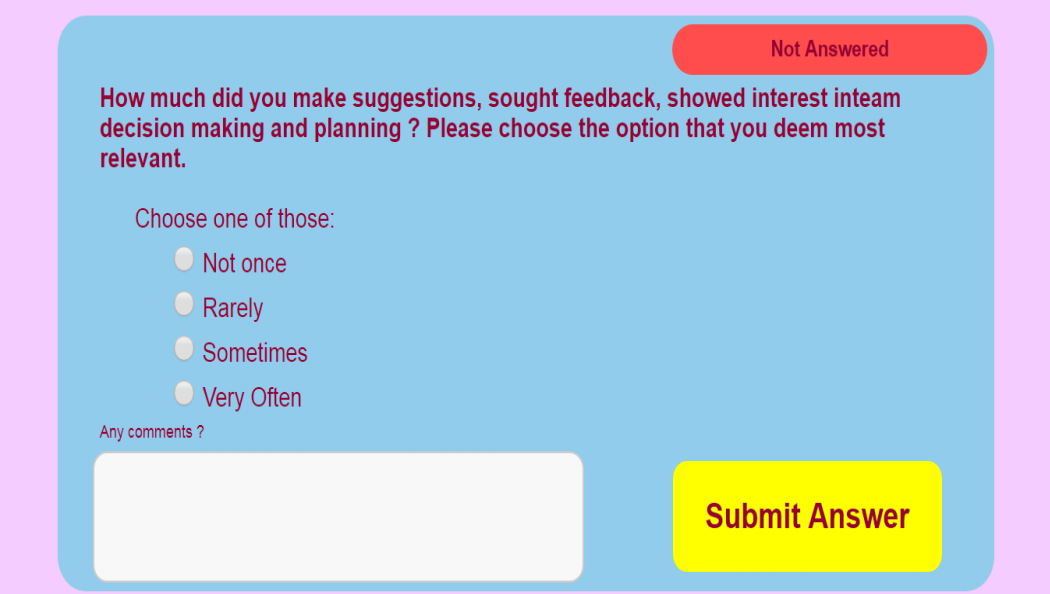 Not Answered
How much did you make suggestions, sought feedback, showed interest inteam
decision making and planning ? Please choose the option that you deem most
relevant.
Choose one of those:
Not once
Rarely
Sometimes
Very Often
Any comments ?
Submit Answer